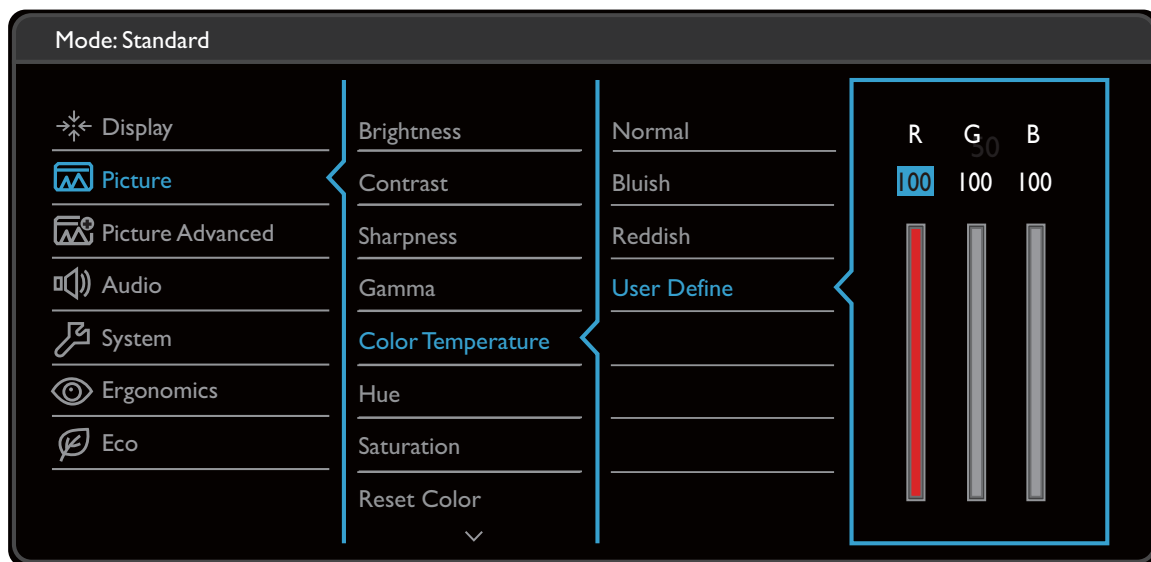 Mode: Standard
Display
Picture
Picture Advanced
Audio
System
Ergonomics
Eco
Brightness
Contrast
Sharpness
Gamma
Color Temperature
Hue
Saturation
Reset Color
Normal
Bluish
Reddish
User Define
R G B
50
100 100 100